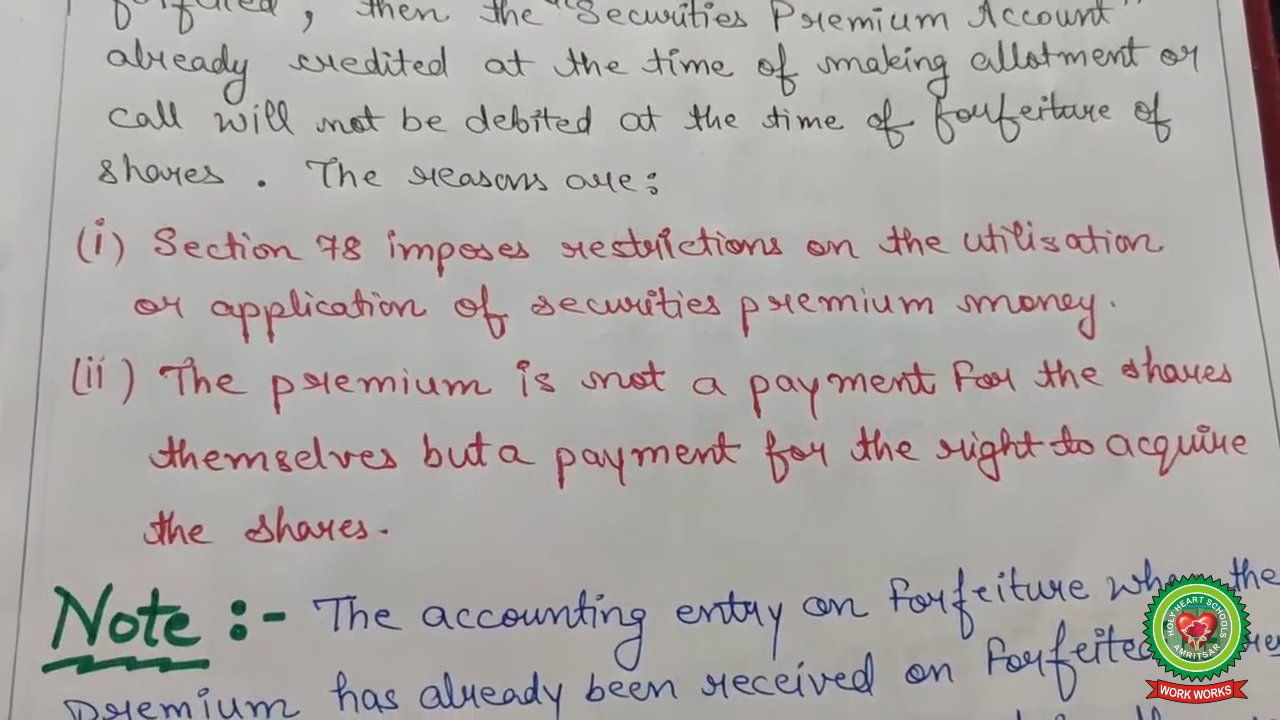 , then the "Securities Premium Account"
already credited at the time of making allotment or
call will not be debited at the time of forfeiture of
shares. The reasons are:
(i) Section 78 imposes restrictions on the utilisation
or application of securities premium money.
(ii) The premium is not a payment for the shares
themselves but a payment for the right to acquire
the shares.
Note :- The accounting entry on forfeiture the
premium has already been received on
HOLY HEART SCHOOLS
AMRITSAR
WORK WORKS